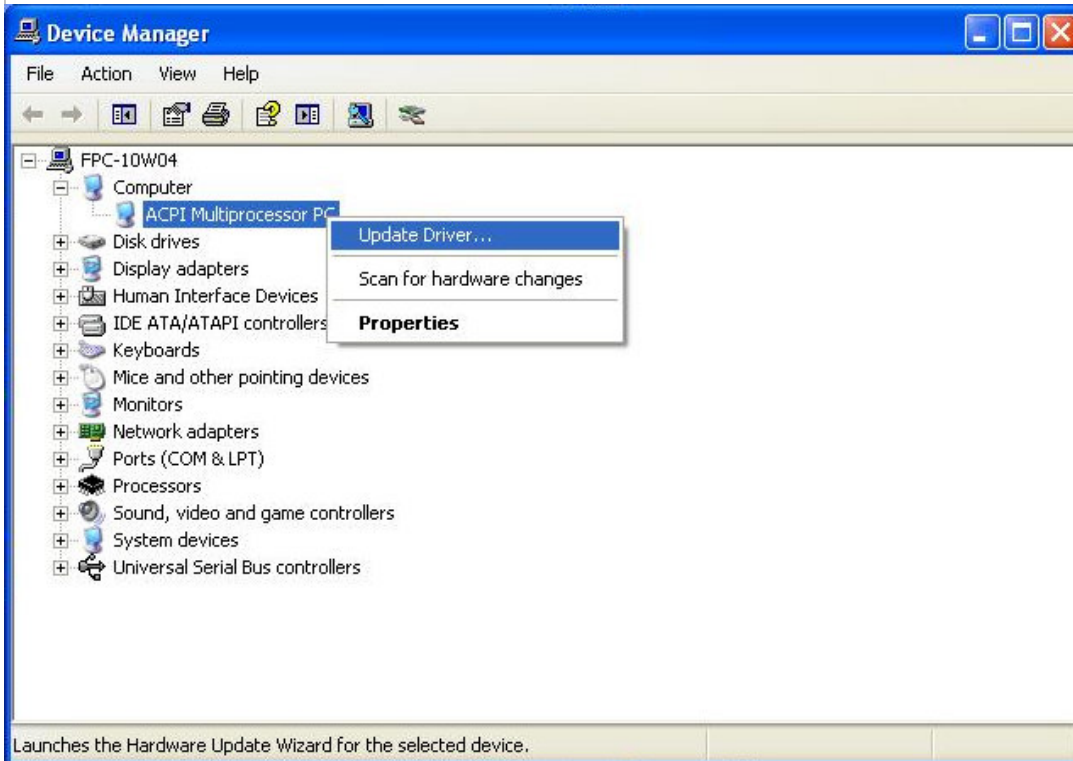 Device Manager
File Action View Help
FPC-10W04
Computer
ACPI Multiprocessor PC
Update Driver...
Disk drives
Scan for hardware changes
Display adapters
Human Interface Devices
Properties
IDE ATA/ATAPI controllers
Keyboards
Mice and other pointing devices
Monitors
Network adapters
Ports (COM & LPT)
Processors
Sound, video and game controllers
System devices
Universal Serial Bus controllers
Launches the Hardware Update Wizard for the selected device.